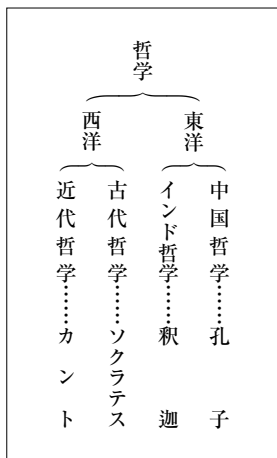 哲学
東洋
西洋
中国哲学……孔子
インド哲学……釈迦
古代哲学……ソクラテス
近代哲学……カント